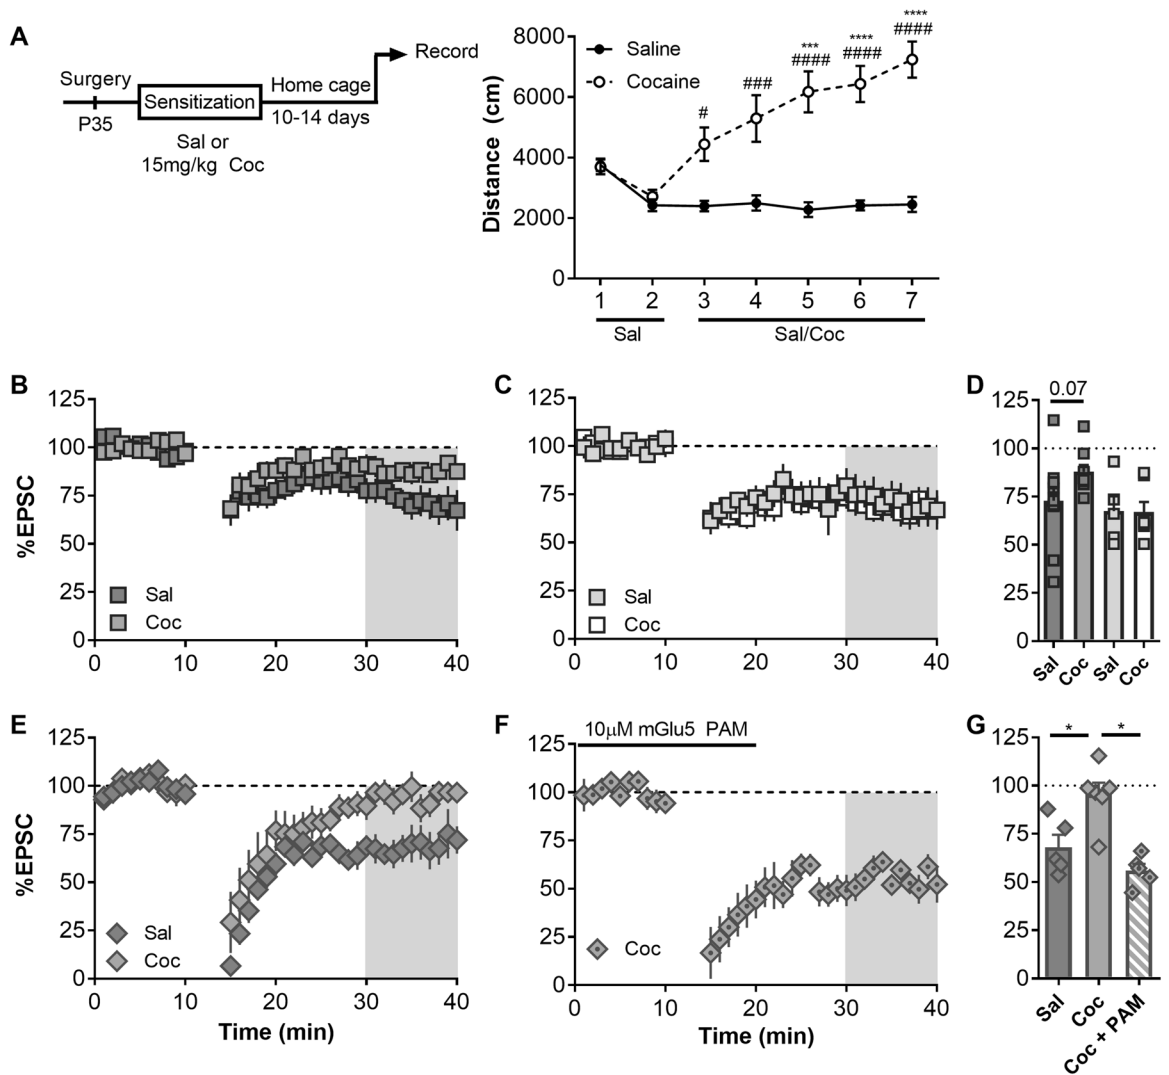 A
Surgery
P35
Sensitization
Sal or
15mg/kg Coc
Home cage
10-14 days
Record
Distance (cm)
8000
6000
4000
2000
0
Saline
Cocaine
#
###
***
####
****
####
****
####
1 2 3 4 5 6 7
Sal
Sal/Coc
B
%EPSC
125
100
75
50
25
0
Sal
Coc
0 10 20 30 40
C
125
100
75
50
25
0
Sal
Coc
0 10 20 30 40
D
125
100
75
50
25
0
0.07
Sal Coc Sal Coc
E
%EPSC
125
100
75
50
25
0
Sal
Coc
0 10 20 30 40
Time (min)
F
10µM mGlu5 PAM
125
100
75
50
25
0
Coc
0 10 20 30 40
Time (min)
G
125
100
75
50
25
0
* *
Sal Coc Coc + PAM